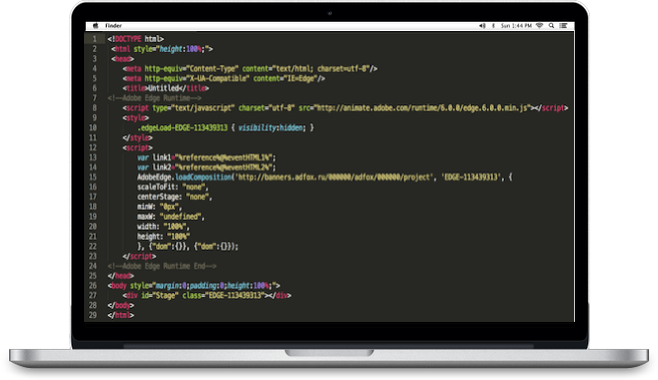 Finder Sun 1:44 PM
1 <!DOCTYPE html>
2 <html style="height:100%;">
3 <head>
4 <meta http-equiv="Content-Type" content="text/html; charset=utf-8"/>
5 <meta http-equiv="X-UA-Compatible" content="IE=Edge"/>
6 <title>Untitled</title>
7 <!--Adobe Edge Runtime-->
8 <script type="text/javascript" charset="utf-8" src="http://animate.adobe.com/runtime/6.0.0/edge.6.0.0.min.js"></script>
9 <style>
10 .edgeLoad-EDGE-113439313 { visibility:hidden; }
11 </style>
12 <script>
13 var link1="%reference%@%eventHTML1%";
14 var link2="%reference%@%eventHTML2%";
15 AdobeEdge.loadComposition('http://banners.adfox.ru/000000/adfox/000000/project', 'EDGE-113439313', {
16 scaleToFit: "none",
17 centerStage: "none",
18 minW: "0px",
19 maxW: "undefined",
20 width: "100%",
21 height: "100%"
22 }, {"dom":{}}, {"dom":{}});
23 </script>
24 <!--Adobe Edge Runtime End-->
25 </head>
26 <body style="margin:0;padding:0;height:100%;">
27 <div id="Stage" class="EDGE-113439313"></div>
28 </body>
29 </html>